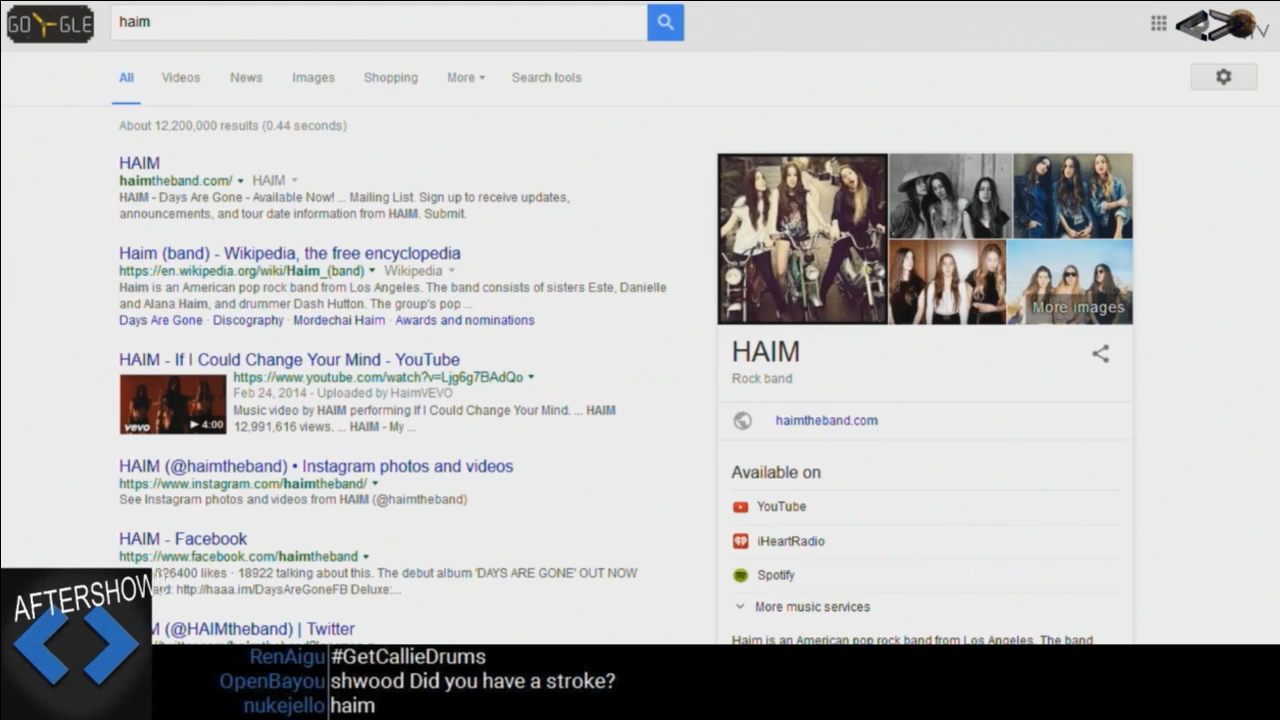 GO GLE
haim
All Videos News Images Shopping More Search tools
About 12,200,000 results (0.44 seconds)
HAIM
haimtheband.com/ HAIM
HAIM - Days Are Gone - Available Now! ... Mailing List. Sign up to receive updates,
announcements, and tour date information from HAIM. Submit.
Haim (band) - Wikipedia, the free encyclopedia
https://en.wikipedia.org/wiki/Haim_(band) Wikipedia
Haim is an American pop rock band from Los Angeles. The band consists of sisters Este, Danielle
and Alana Haim, and drummer Dash Hutton. The group's pop ...
Days Are Gone · Discography · Mordechai Haim · Awards and nominations
HAIM - If I Could Change Your Mind - YouTube
https://www.youtube.com/watch?v=Ljg6g7BAdQo
Feb 24, 2014 - Uploaded by HaimVEVO
Music video by HAIM performing If I Could Change Your Mind. ... HAIM
12,991,616 views. ... HAIM - My ...
vevo
4:00
HAIM (@haimtheband) • Instagram photos and videos
https://www.instagram.com/haimtheband/
See Instagram photos and videos from HAIM (@haimtheband)
HAIM - Facebook
https://www.facebook.com/haimtheband
26400 likes · 18922 talking about this. The debut album 'DAYS ARE GONE' OUT NOW
http://haaa.im/DaysAreGoneFB Deluxe:...
M (@HAIMtheband) | Twitter
More images
HAIM
Rock band
haimtheband.com
Available on
YouTube
iHeartRadio
Spotify
More music services
Haim is an American pop rock band from Los Angeles. The band
AFTERSHOW
RenAigu #GetCallieDrums
OpenBayou shwood Did you have a stroke?
nukejello haim